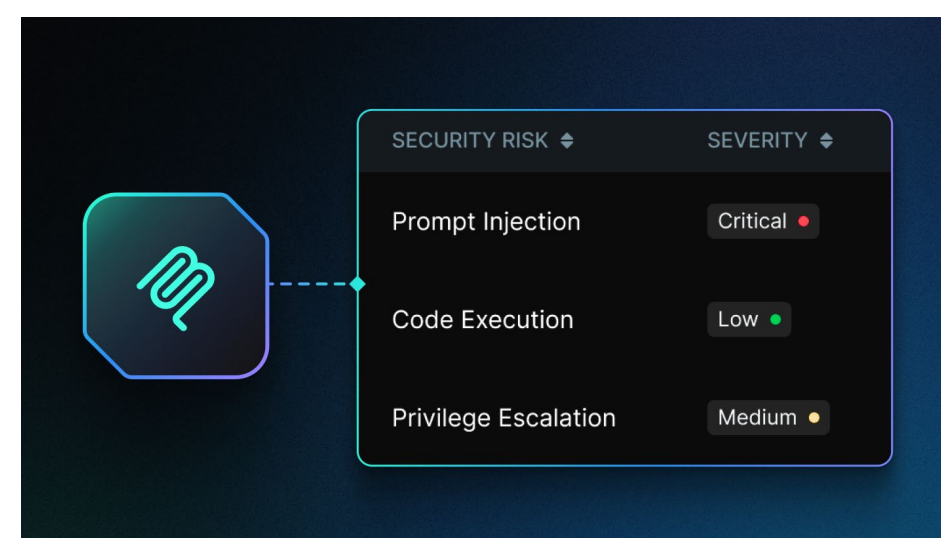 SECURITY RISK SEVERITY
Prompt Injection Critical
Code Execution Low
Privilege Escalation Medium